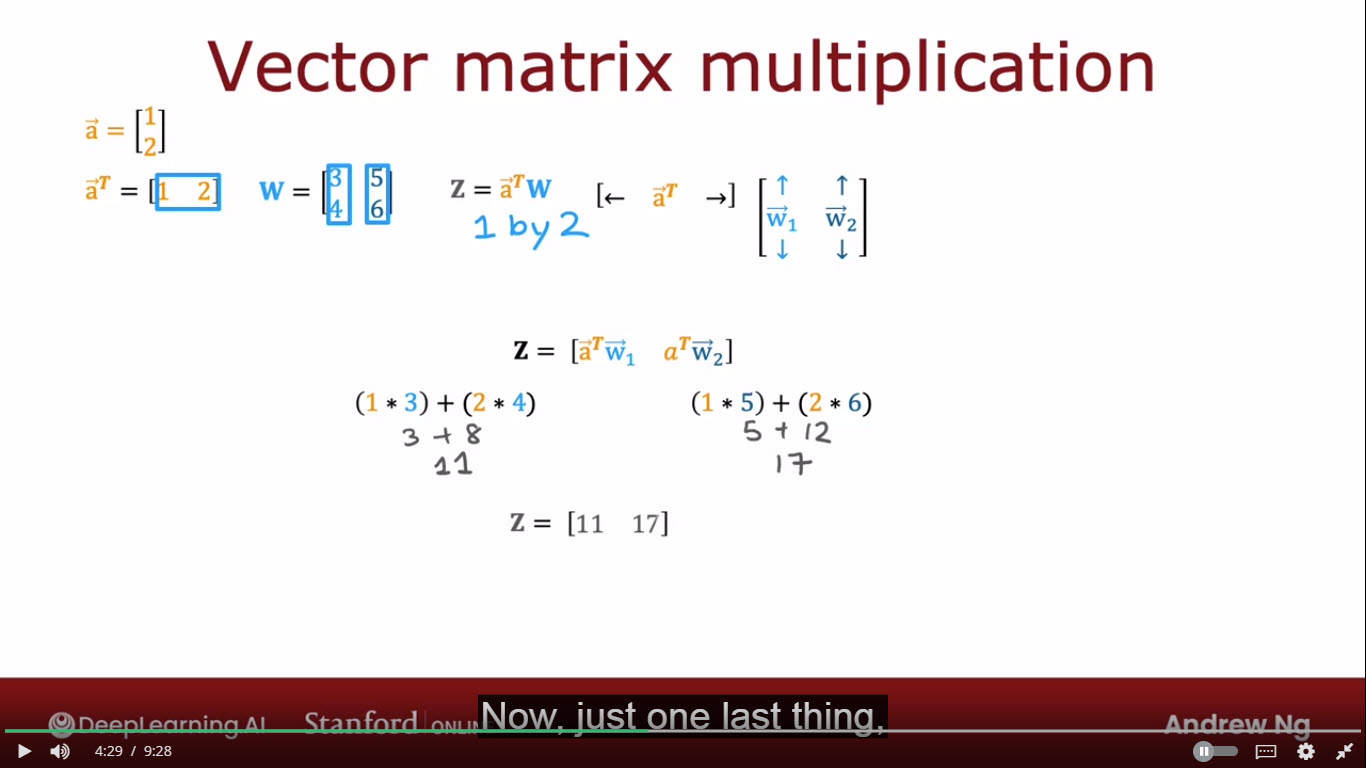 Vector matrix multiplication
a⃗ = [1 2]
a⃗ᵀ = [1 2] W = [3 5 4 6] Z = a⃗ᵀW [← a⃗ᵀ →] [↑ ↑ w⃗₁ w⃗₂ ↓ ↓]
1 by 2
Z = [a⃗ᵀw⃗₁ aᵀw⃗₂]
(1 * 3) + (2 * 4) (1 * 5) + (2 * 6)
3 + 8 5 + 12
11 17
Z = [11 17]
Now, just one last thing,
DeepLearning.AI Stanford Andrew Ng
4:29 / 9:28